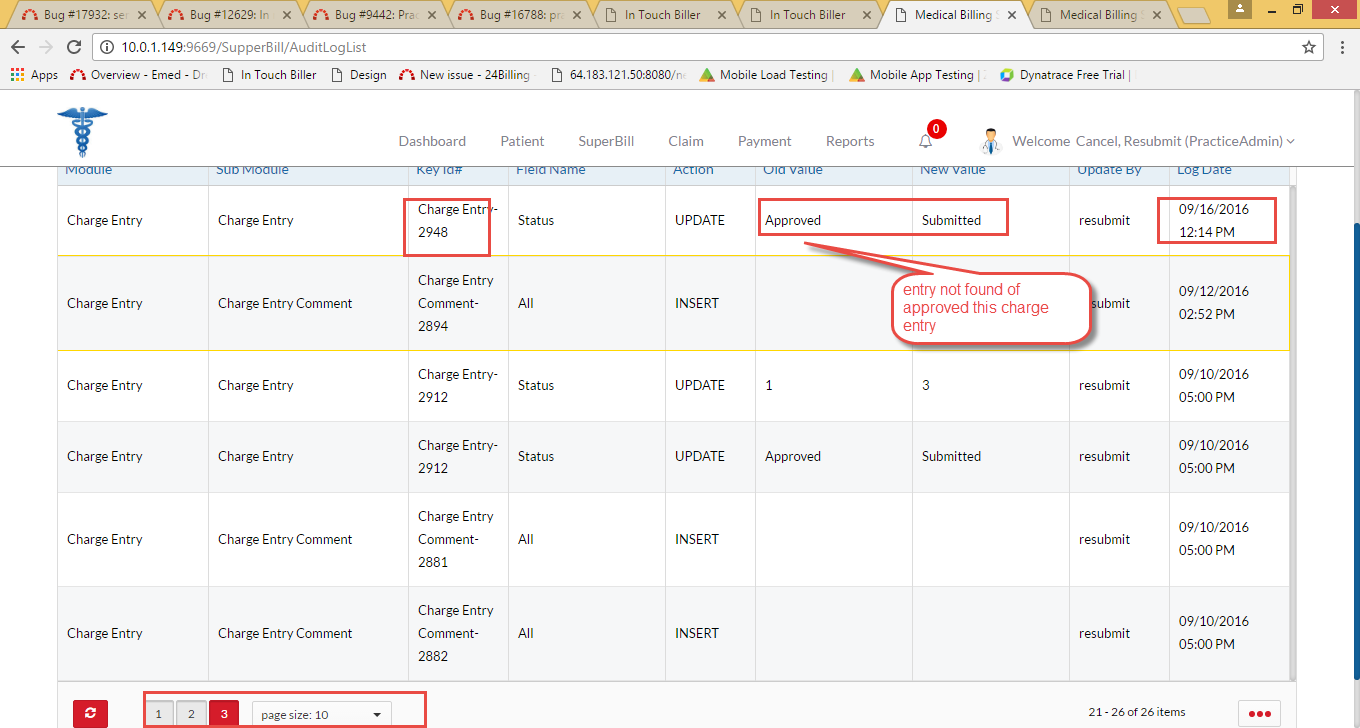 Bug #17932: ser
Bug #12629: In
Bug #9442: Prac
Bug #16788: pra
In Touch Biller
In Touch Biller
Medical Billing S
Medical Billing S
10.0.1.149:9669/SupperBill/AuditLogList
Apps
Overview - Emed - Dr
In Touch Biller
Design
New issue - 24Billing
64.183.121.50:8080/ne
Mobile Load Testing |
Mobile App Testing |
Dynatrace Free Trial |
Dashboard Patient SuperBill Claim Payment Reports
0
Welcome Cancel, Resubmit (PracticeAdmin)
Module Sub Module Key Id# Field Name Action Old Value New Value Update By Log Date
Charge Entry Charge Entry Charge Entry-
2948 Status UPDATE Approved Submitted resubmit 09/16/2016
12:14 PM
entry not found of
approved this charge
entry
Charge Entry Charge Entry Comment Charge Entry
Comment-
2894 All INSERT submit 09/12/2016
02:52 PM
Charge Entry Charge Entry Charge Entry-
2912 Status UPDATE 1 3 resubmit 09/10/2016
05:00 PM
Charge Entry Charge Entry Charge Entry-
2912 Status UPDATE Approved Submitted resubmit 09/10/2016
05:00 PM
Charge Entry Charge Entry Comment Charge Entry
Comment-
2881 All INSERT resubmit 09/10/2016
05:00 PM
Charge Entry Charge Entry Comment Charge Entry
Comment-
2882 All INSERT resubmit 09/10/2016
05:00 PM
1 2 3 page size: 10 21 - 26 of 26 items